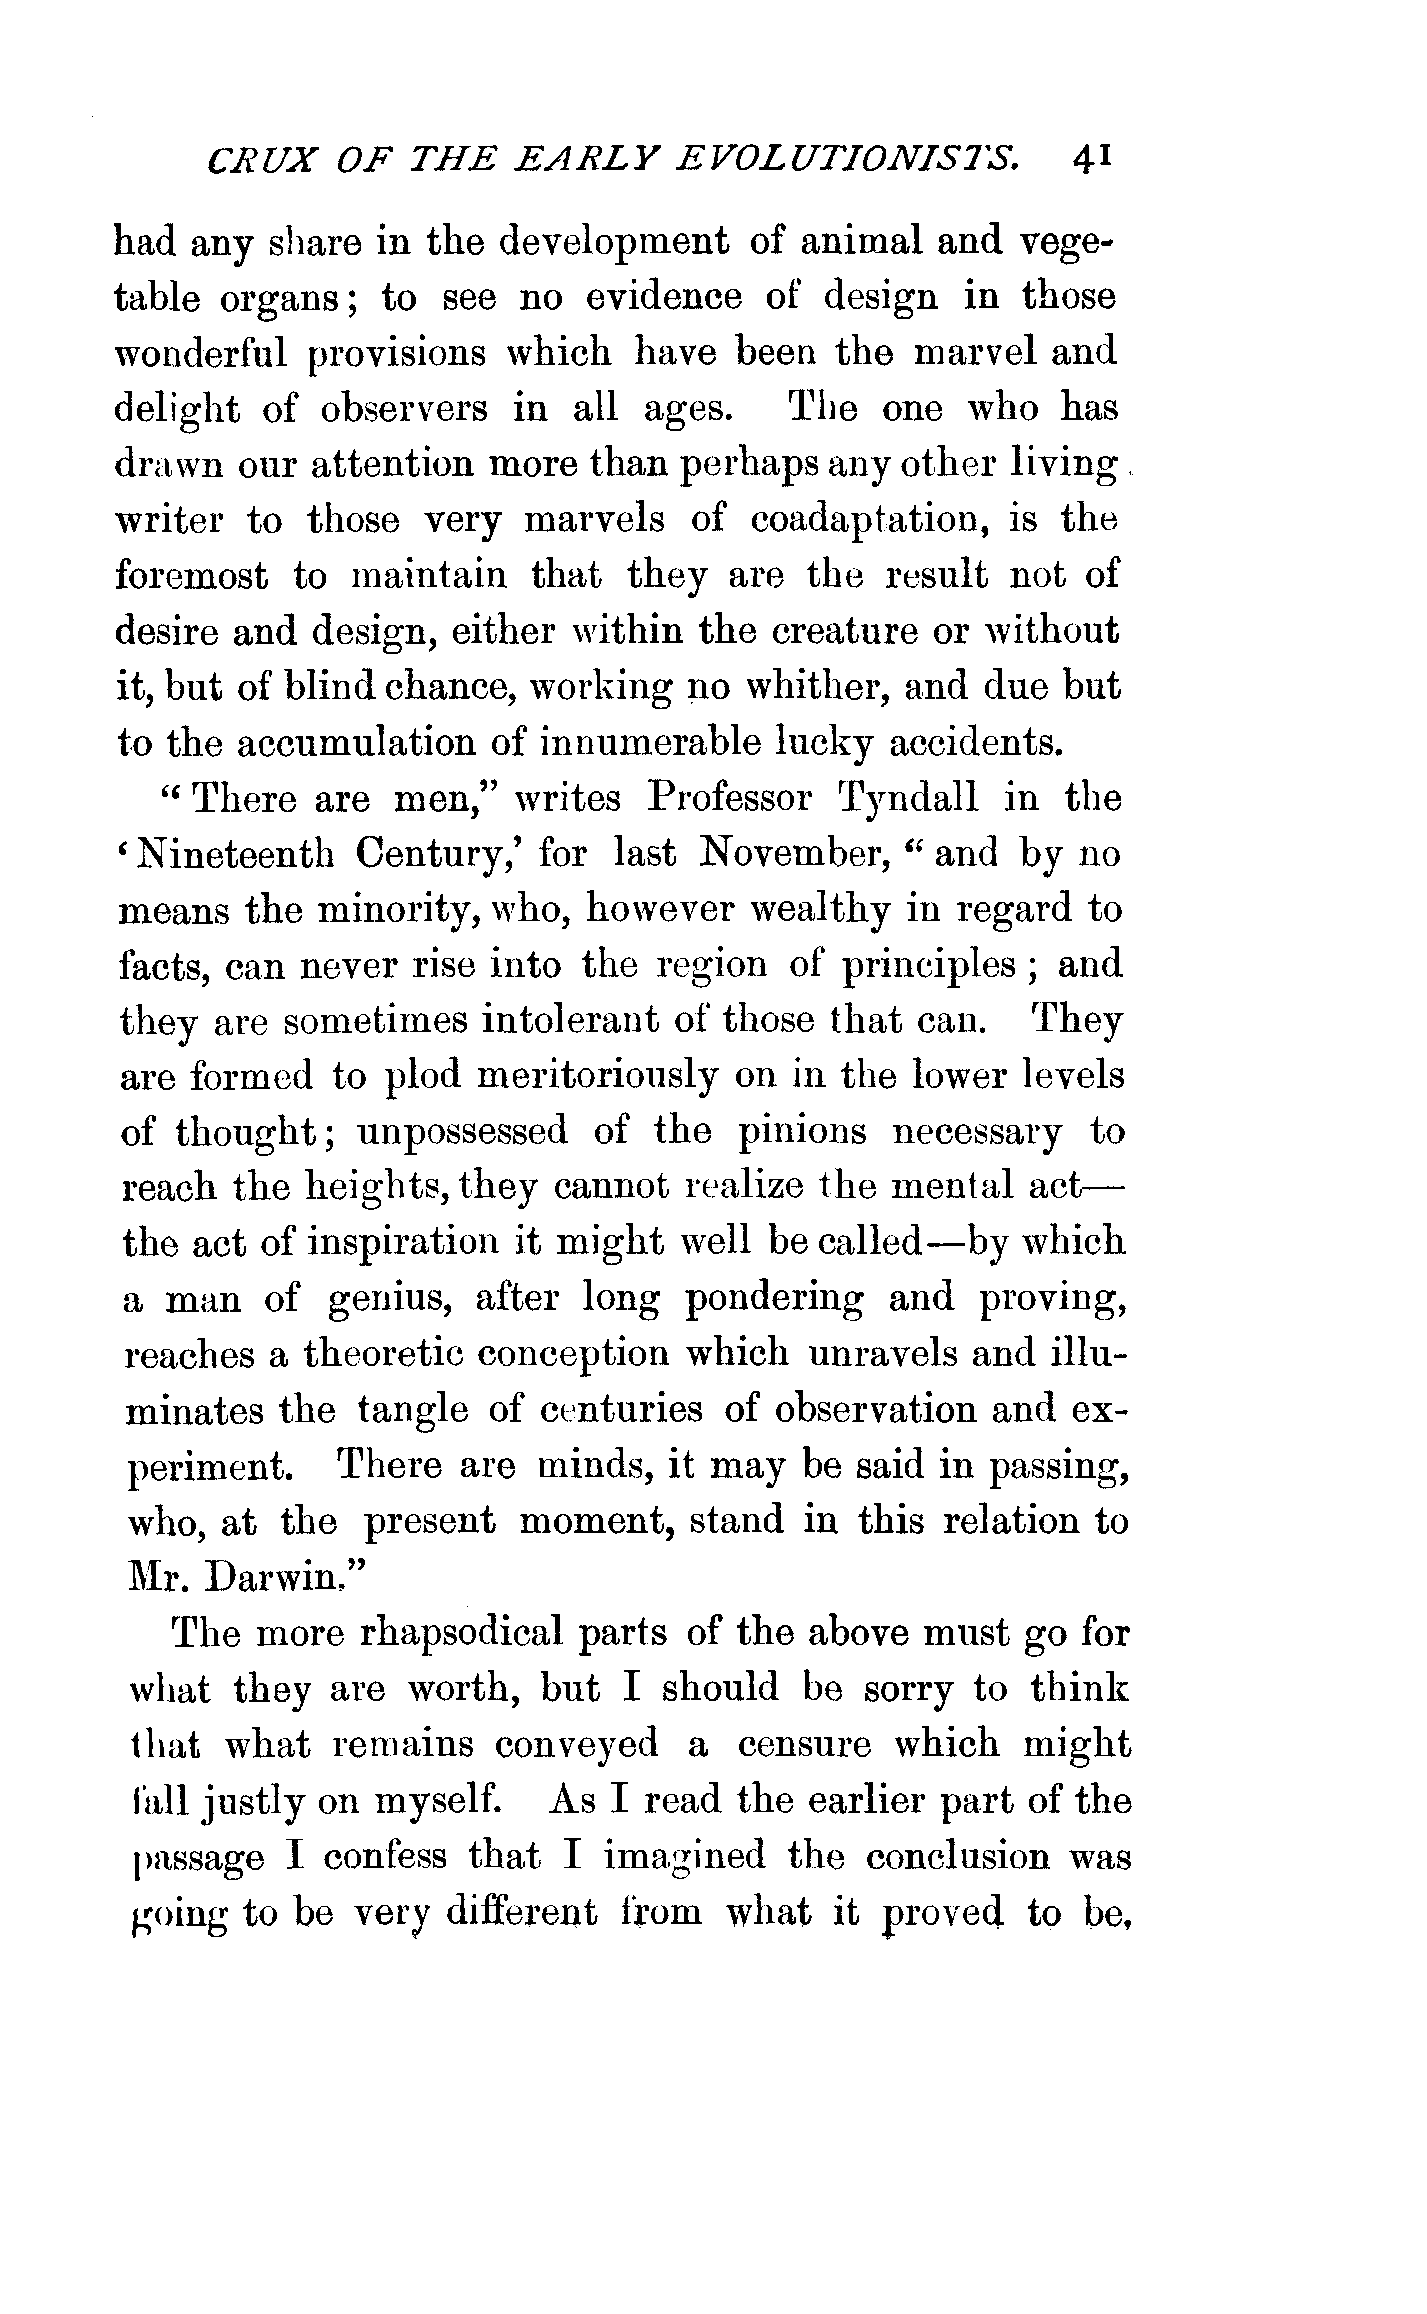 CRUX OF THE EARLY EVOLUTIONISTS. 41
had any share in the development of animal and vege-
table organs; to see no evidence of design in those
wonderful provisions which have been the marvel and
delight of observers in all ages. The one who has
drawn our attention more than perhaps any other living
writer to those very marvels of coadaptation, is the
foremost to maintain that they are the result not of
desire and design, either within the creature or without
it, but of blind chance, working no whither, and due but
to the accumulation of innumerable lucky accidents.
“There are men,” writes Professor Tyndall in the
‘Nineteenth Century,’ for last November, “and by no
means the minority, who, however wealthy in regard to
facts, can never rise into the region of principles; and
they are sometimes intolerant of those that can. They
are formed to plod meritoriously on in the lower levels
of thought; unpossessed of the pinions necessary to
reach the heights, they cannot realize the mental act—
the act of inspiration it might well be called—by which
a man of genius, after long pondering and proving,
reaches a theoretic conception which unravels and illu-
minates the tangle of centuries of observation and ex-
periment. There are minds, it may be said in passing,
who, at the present moment, stand in this relation to
Mr. Darwin.”
The more rhapsodical parts of the above must go for
what they are worth, but I should be sorry to think
that what remains conveyed a censure which might
fall justly on myself. As I read the earlier part of the
passage I confess that I imagined the conclusion was
going to be very different from what it proved to be,